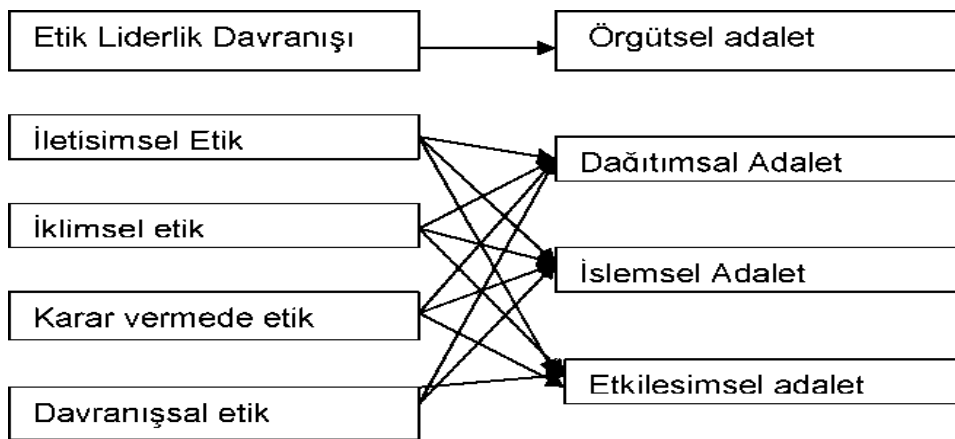 Etik Liderlik Davranışı
Örgütsel adalet
İletisimsel Etik
Dağıtımsal Adalet
İklimsel etik
İslemsel Adalet
Karar vermede etik
Etkilesimsel adalet
Davranışsal etik